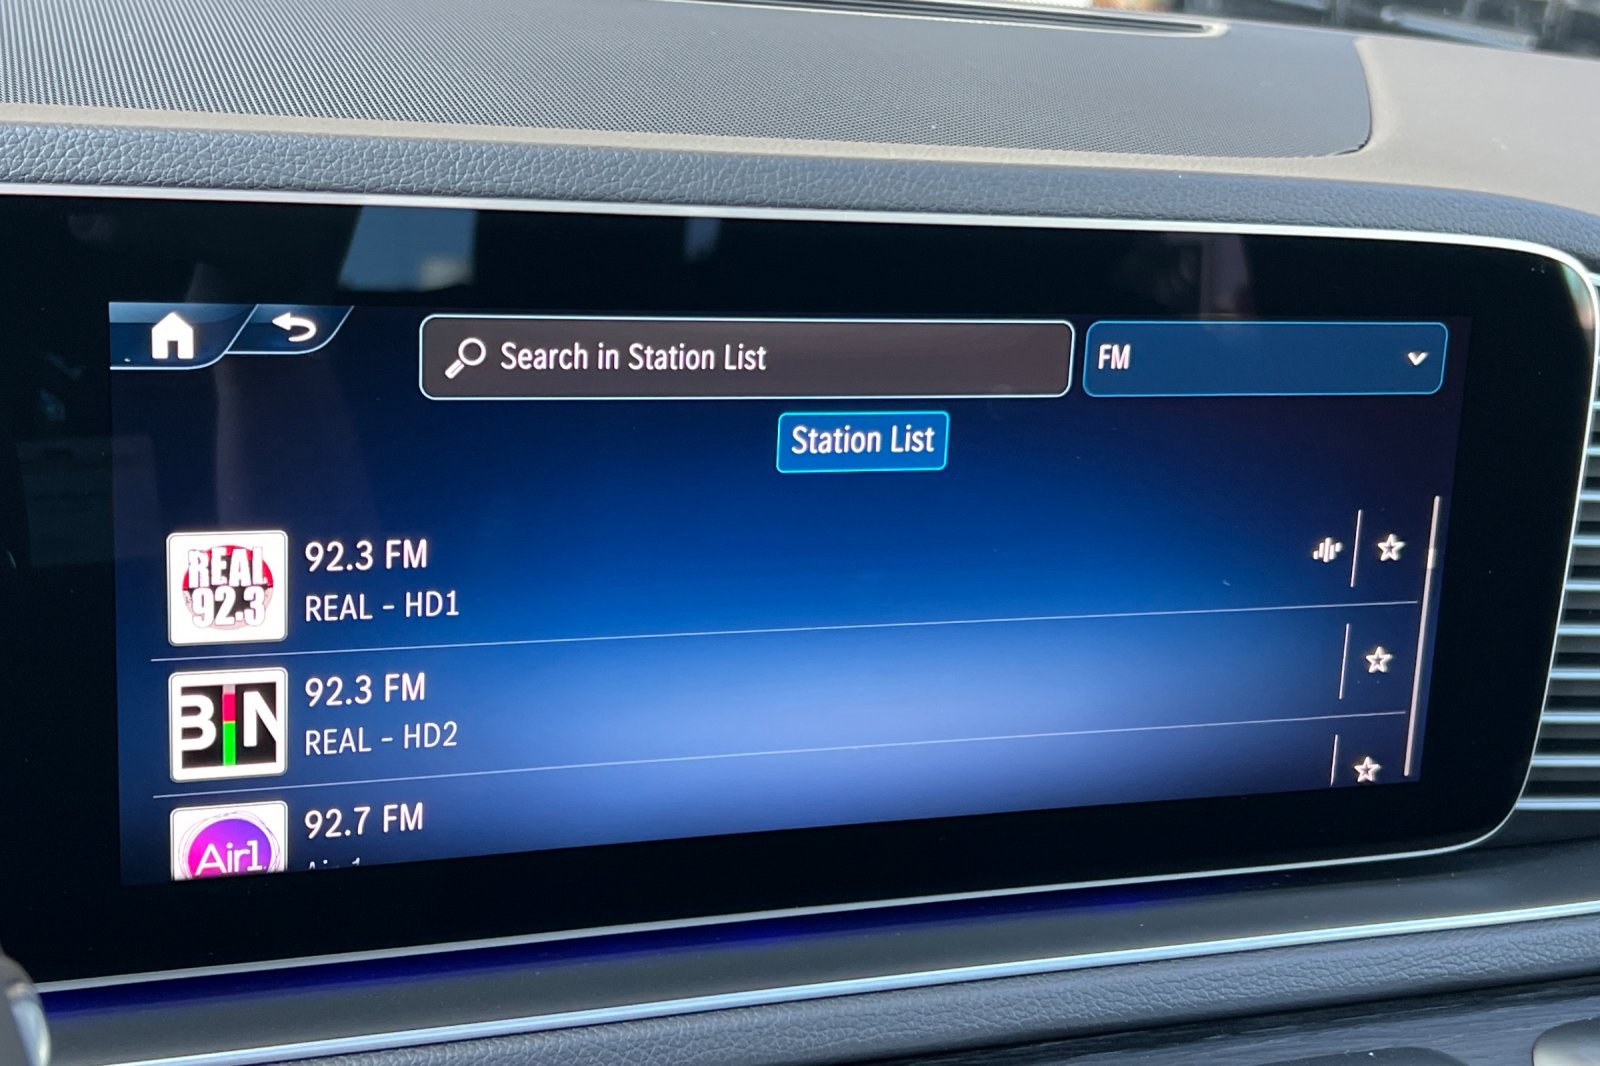 Search in Station List
FM
Station List
REAL
92.3
92.3 FM
REAL - HD1
BIN
92.3 FM
REAL - HD2
Air1
92.7 FM